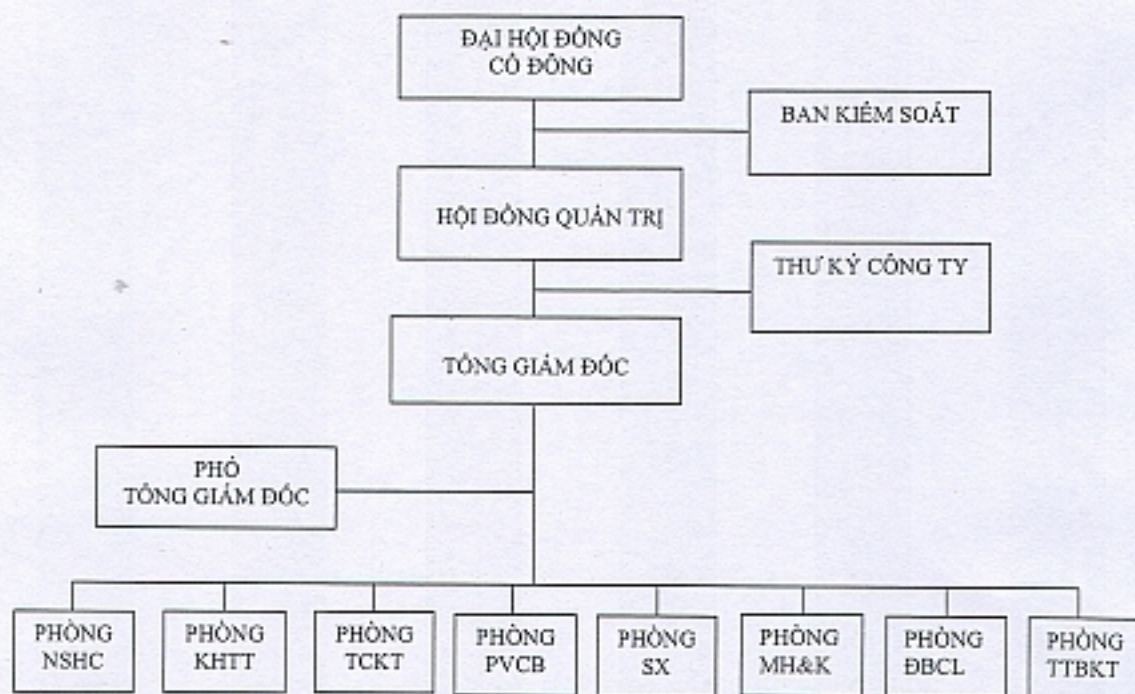 ĐẠI HỘI ĐỒNG
CỔ ĐÔNG
BAN KIỂM SOÁT
HỘI ĐỒNG QUẢN TRỊ
THƯ KÝ CÔNG TY
TỔNG GIÁM ĐỐC
PHÓ
TỔNG GIÁM ĐỐC
PHÒNG
NSHC
PHÒNG
KHTT
PHÒNG
TCKT
PHÒNG
PVCB
PHÒNG
SX
PHÒNG
MH&K
PHÒNG
ĐBCL
PHÒNG
TTBKT